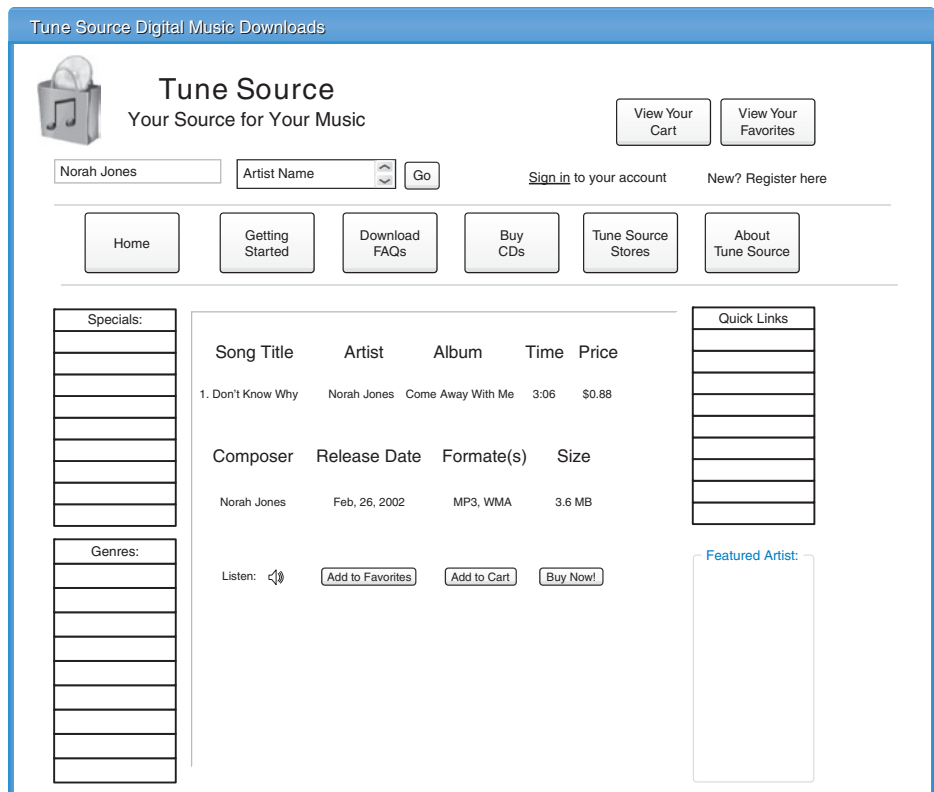 Tune Source Digital Music Downloads
Tune Source
Your Source for Your Music
View Your
Cart
View Your
Favorites
Norah Jones
Artist Name
Go
Sign in to your account
New? Register here
Home
Getting
Started
Download
FAQs
Buy
CDs
Tune Source
Stores
About
Tune Source
Specials:
Song Title Artist Album Time Price
1. Don't Know Why Norah Jones Come Away With Me 3:06 $0.88
Composer Release Date Formate(s) Size
Norah Jones Feb, 26, 2002 MP3, WMA 3.6 MB
Listen: Add to Favorites Add to Cart Buy Now!
Quick Links
Genres:
Featured Artist: